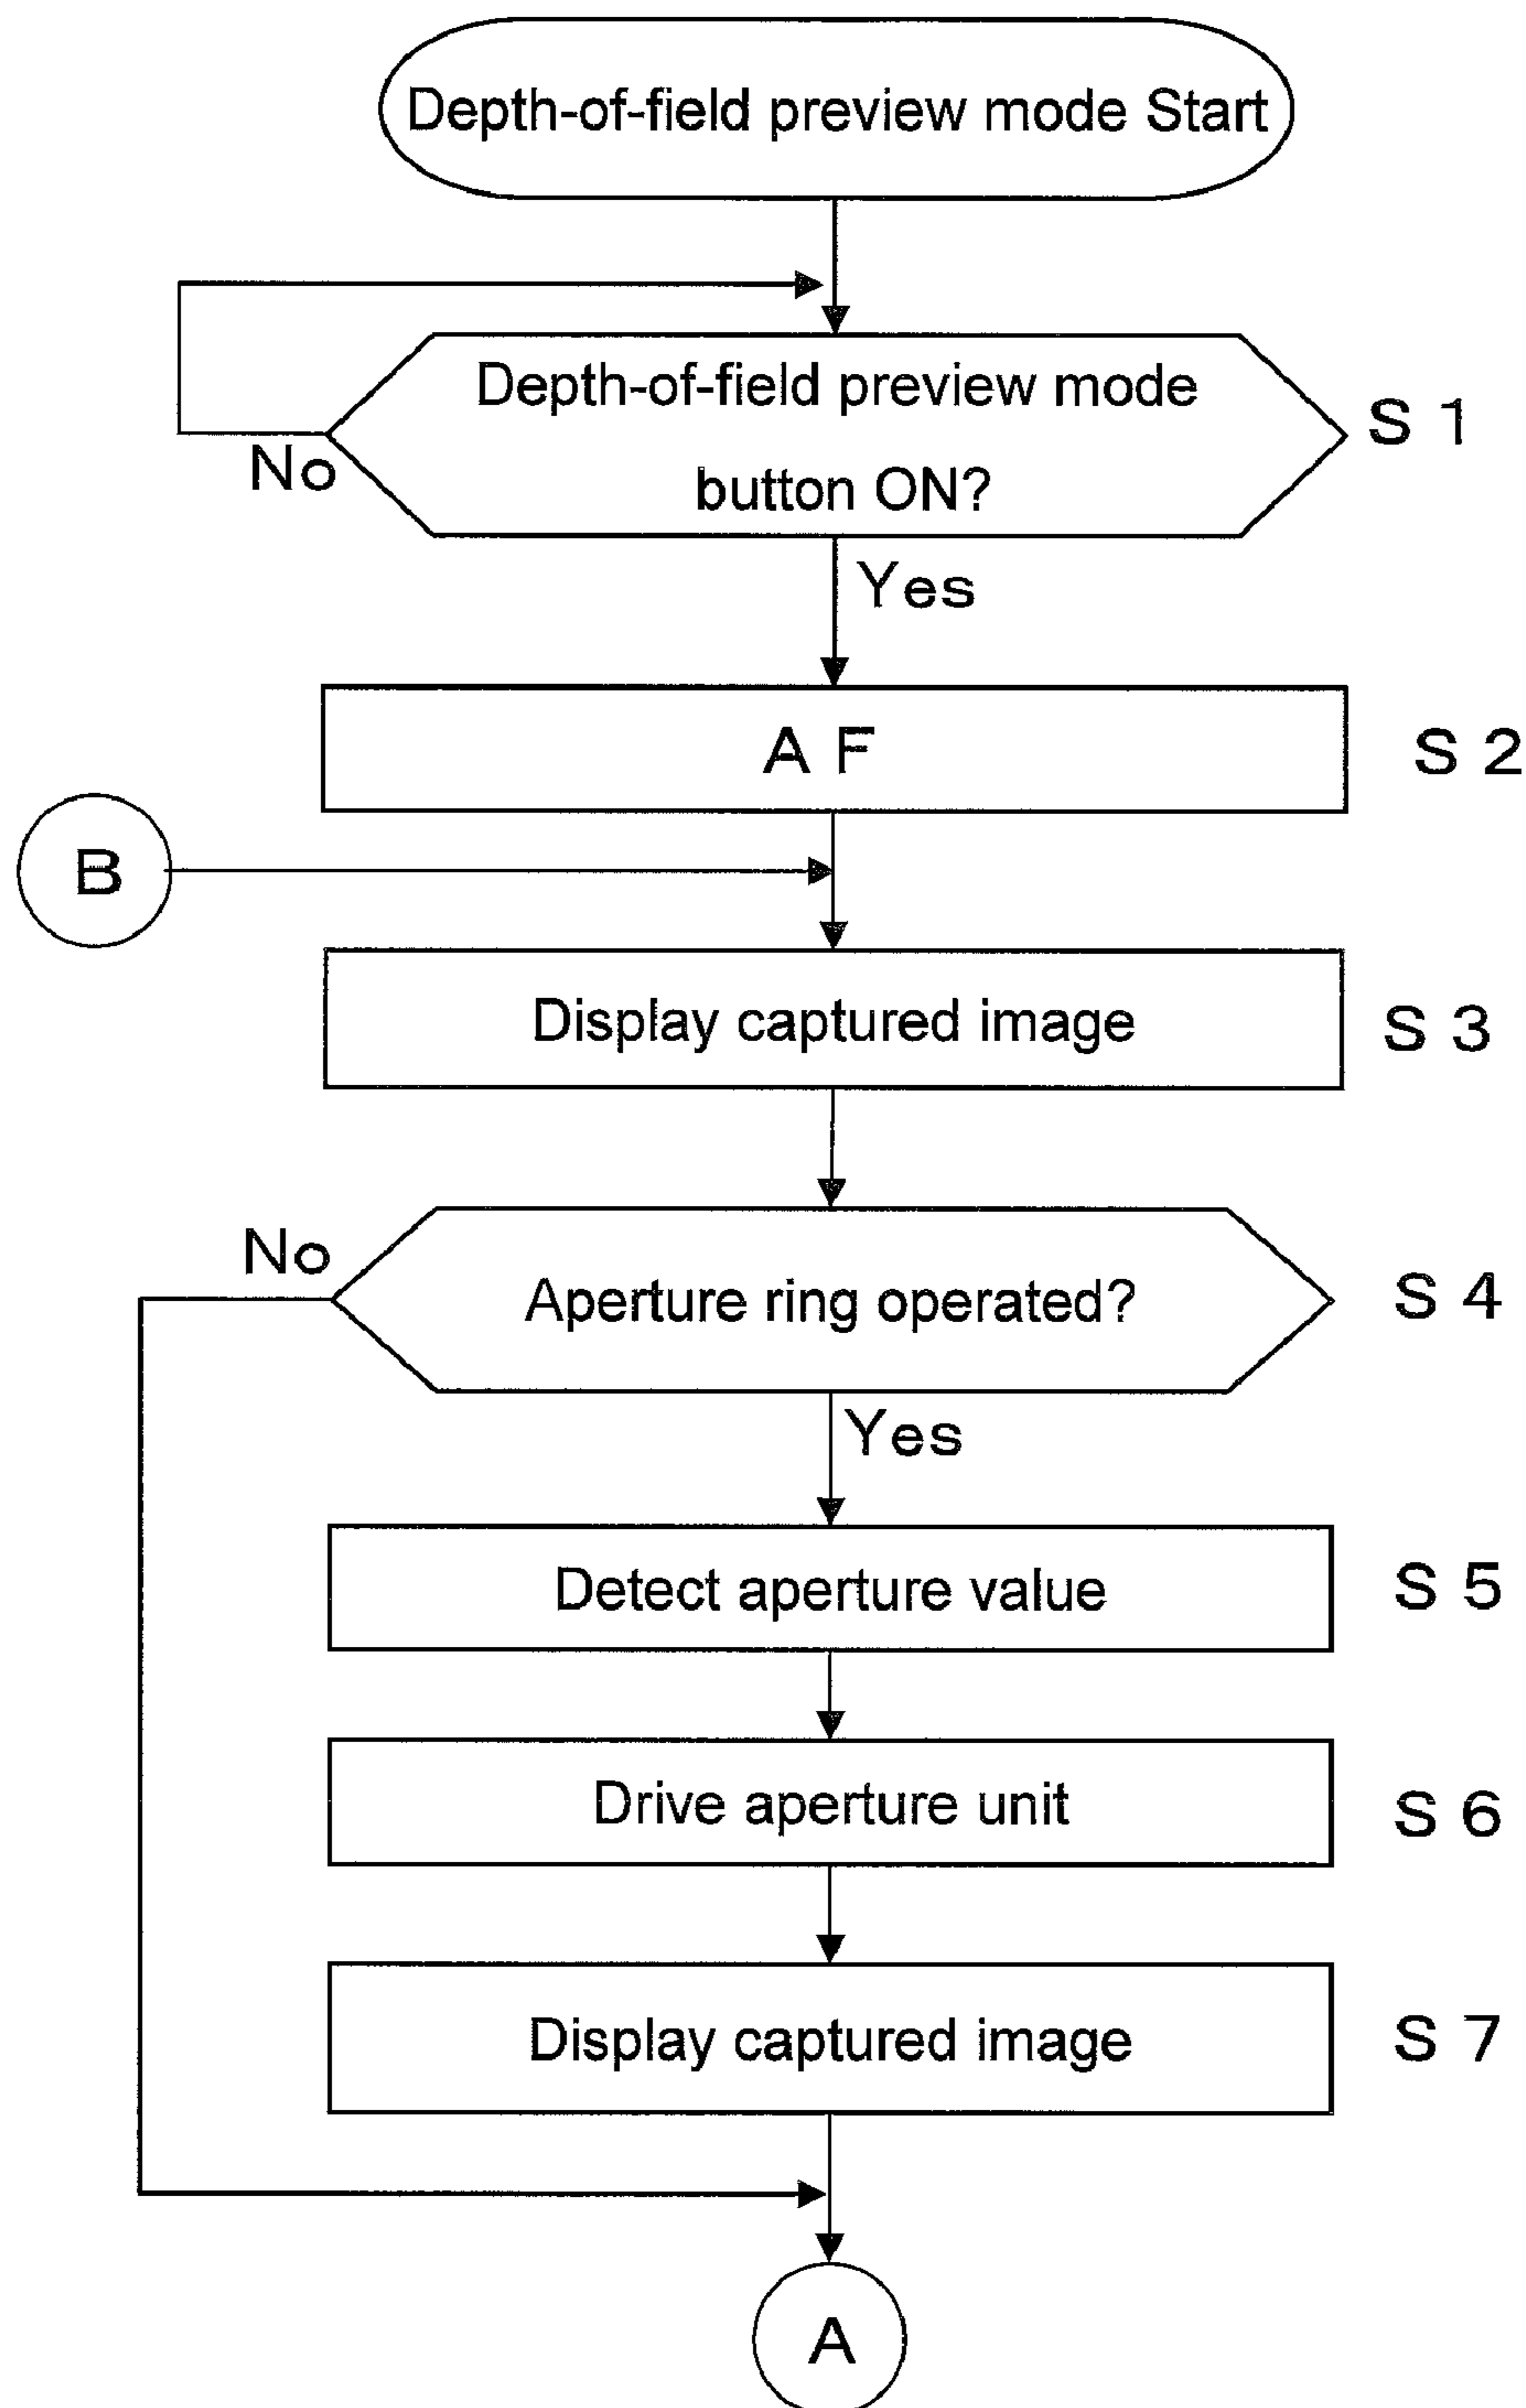 Depth-of-field preview mode Start
Depth-of-field preview mode
button ON?
S 1
No
Yes
A F
S 2
B
Display captured image
S 3
No
Aperture ring operated?
S 4
Yes
Detect aperture value
S 5
Drive aperture unit
S 6
Display captured image
S 7
A